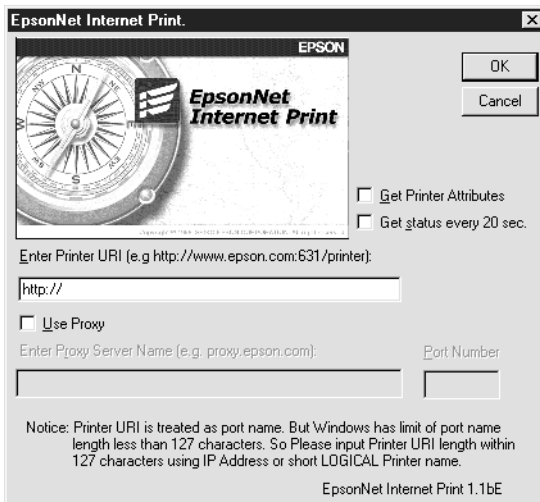 EpsonNet Internet Print.
EPSON
EpsonNet
Internet Print
N
E
S
W
OK
Cancel
Get Printer Attributes
Get status every 20 sec.
Enter Printer URI (e.g http://www.epson.com:631/printer):
http://
Use Proxy
Enter Proxy Server Name (e.g. proxy.epson.com):
Port Number
Notice: Printer URI is treated as port name. But Windows has limit of port name
length less than 127 characters. So Please input Printer URI length within
127 characters using IP Address or short LOGICAL Printer name.
EpsonNet Internet Print 1.1bE